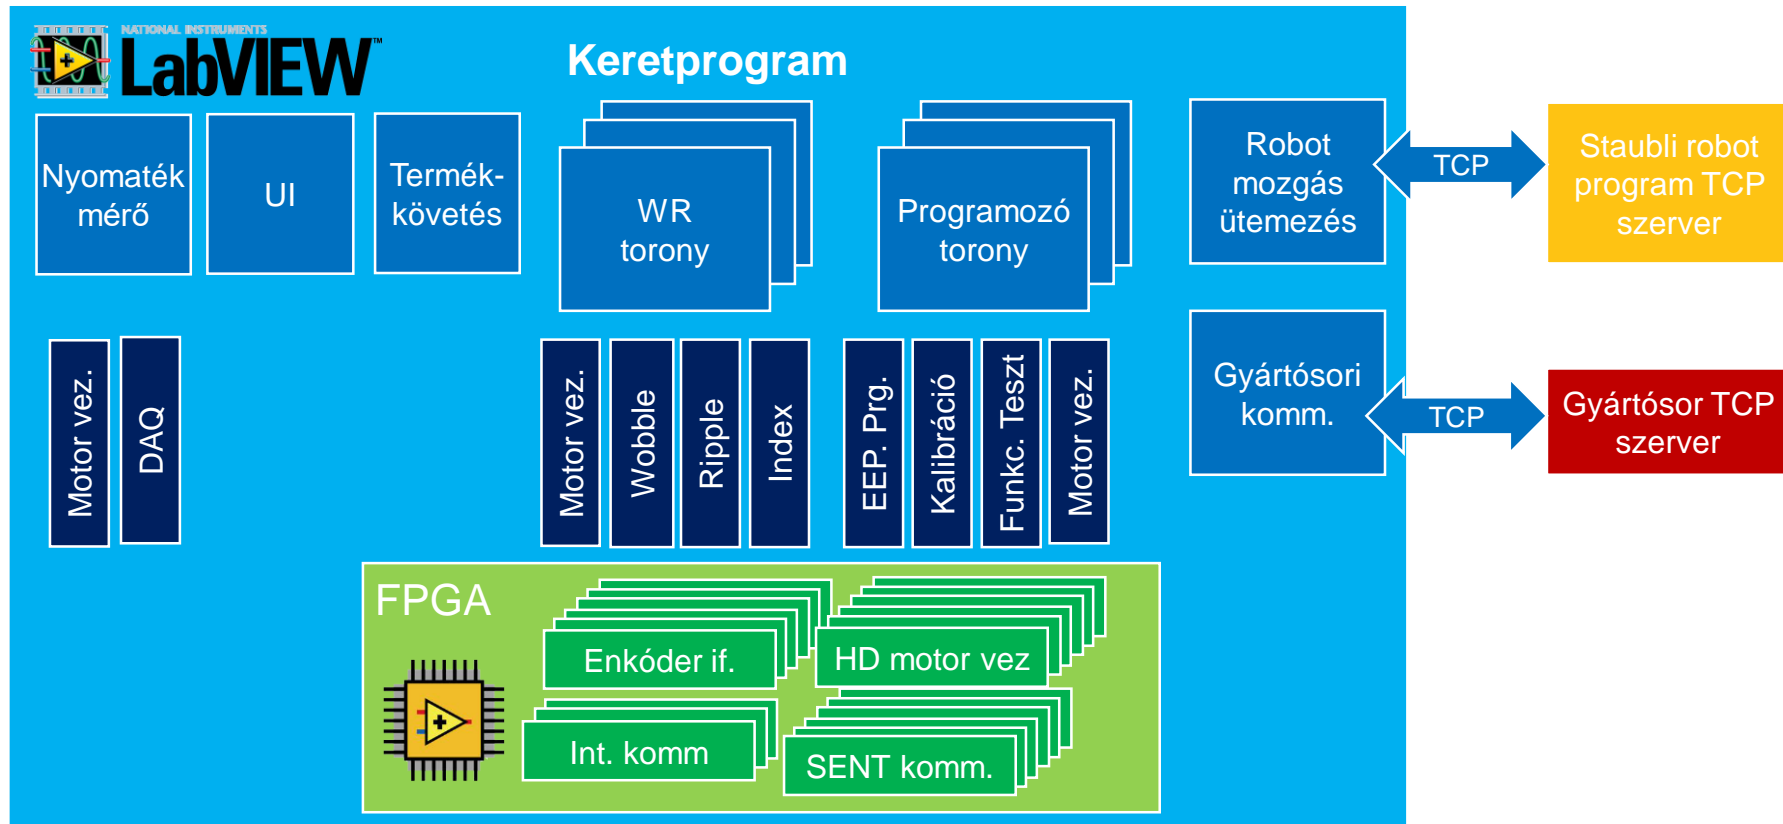 NATIONAL INSTRUMENTS
LabVIEW™
Keretprogram
Nyomaték
mérő
UI
Termék-
követés
WR
torony
Programozó
torony
Robot
mozgás
ütemezés
TCP
Staubli robot
program TCP
szerver
Motor vez.
DAQ
Motor vez.
Wobble
Ripple
Index
EEP. Prg.
Kalibráció
Funkc. Teszt
Motor vez.
Gyártósori
komm.
TCP
Gyártósor TCP
szerver
FPGA
Enkóder if.
HD motor vez
Int. komm
SENT komm.